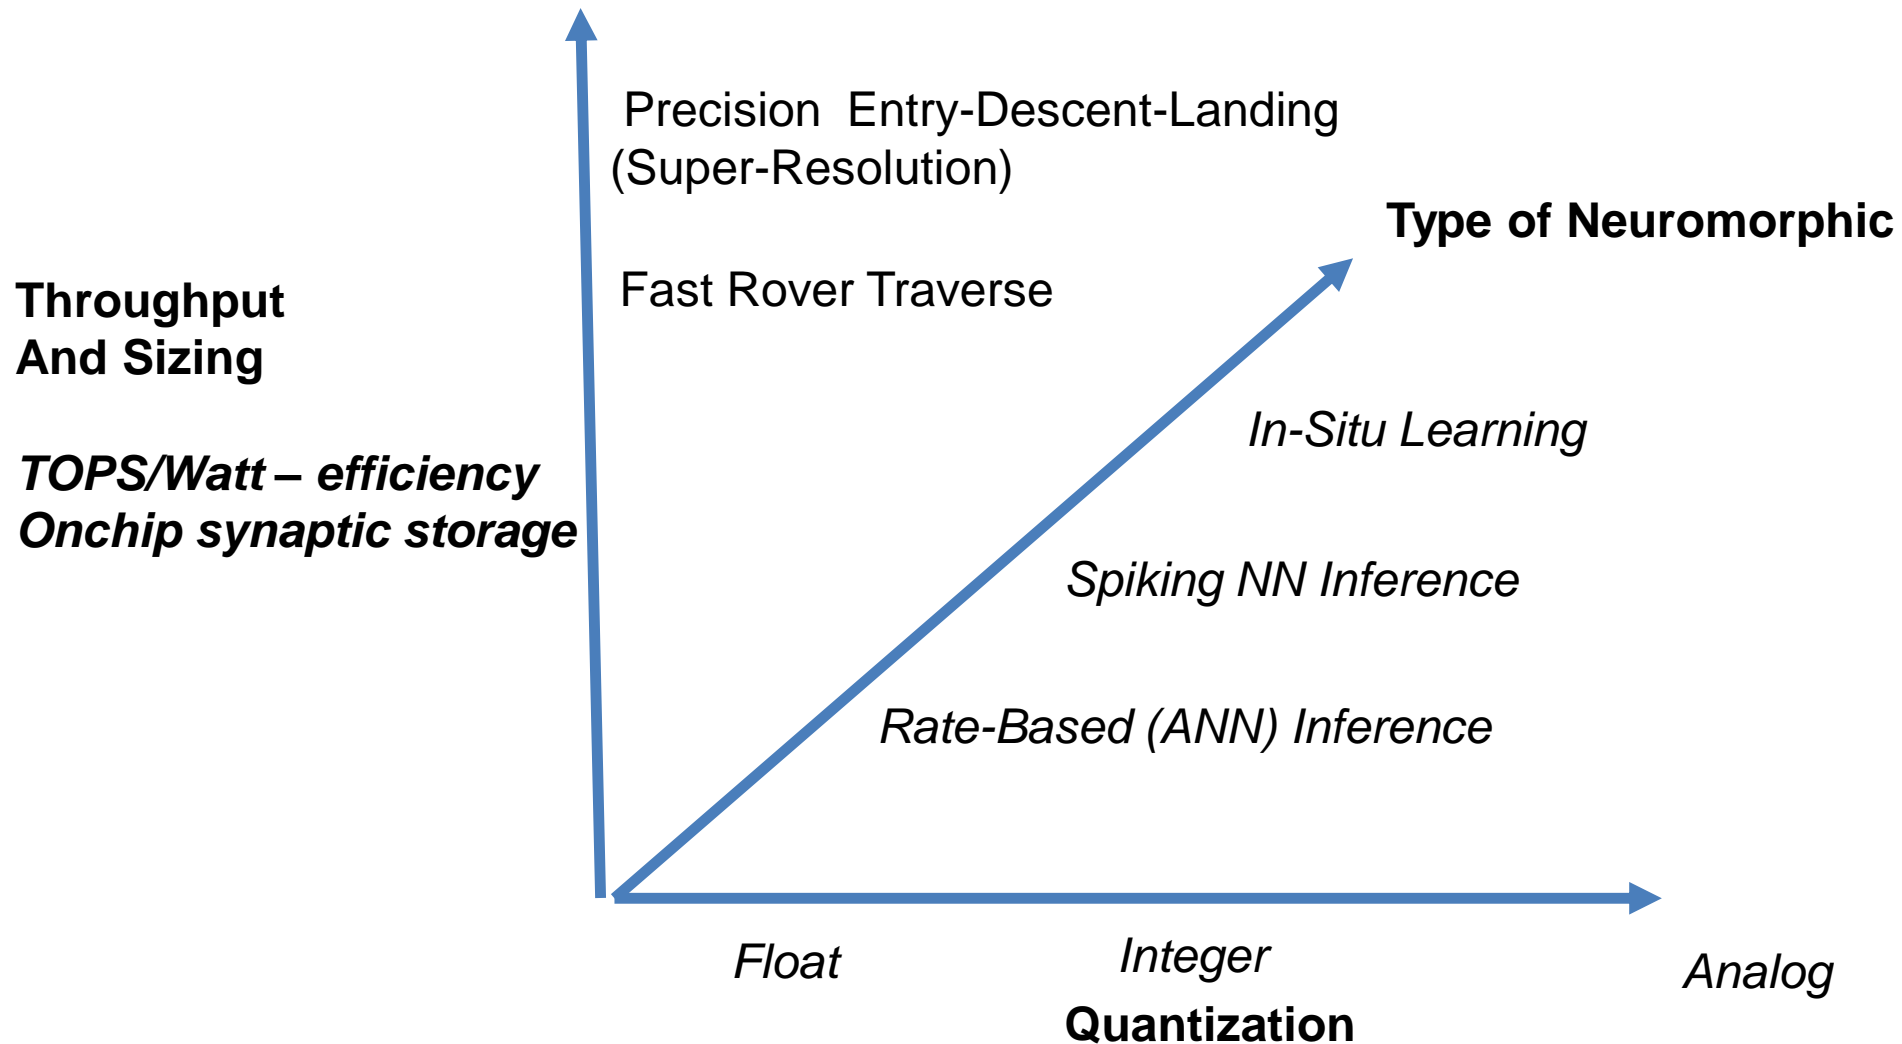 Precision Entry-Descent-Landing
(Super-Resolution)
Type of Neuromorphic
Fast Rover Traverse
Throughput
And Sizing
TOPS/Watt – efficiency
Onchip synaptic storage
In-Situ Learning
Spiking NN Inference
Rate-Based (ANN) Inference
Float
Integer
Analog
Quantization